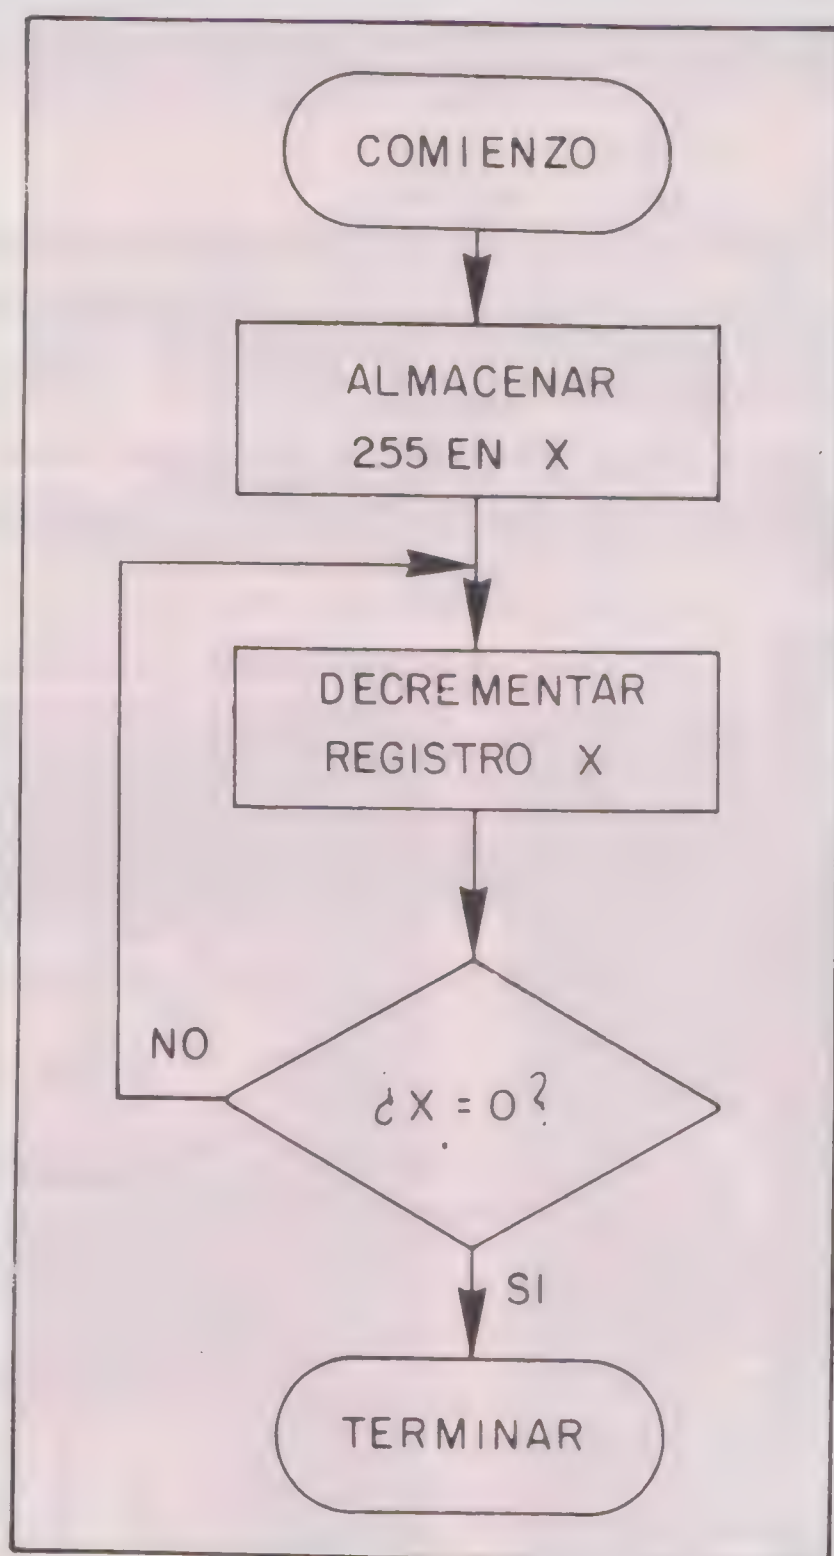 COMIENZO
ALMACENAR
255 EN X
DECREMENTAR
REGISTRO X
NO
¿X = 0?
SI
TERMINAR